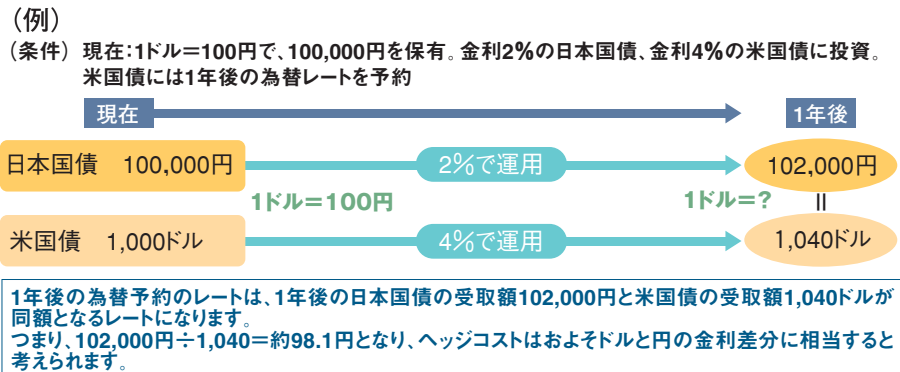 (例)
(条件) 現在:1ドル=100円で、100,000円を保有。金利2%の日本国債、金利4%の米国債に投資。
米国債には1年後の為替レートを予約
現在 1年後
日本国債 100,000円 2%で運用 102,000円
1ドル=100円 1ドル=? =
米国債 1,000ドル 4%で運用 1,040ドル
1年後の為替予約のレートは、1年後の日本国債の受取額102,000円と米国債の受取額1,040ドルが
同額となるレートになります。
つまり、102,000円÷1,040=約98.1円となり、ヘッジコストはおよそドルと円の金利差分に相当すると
考えられます。